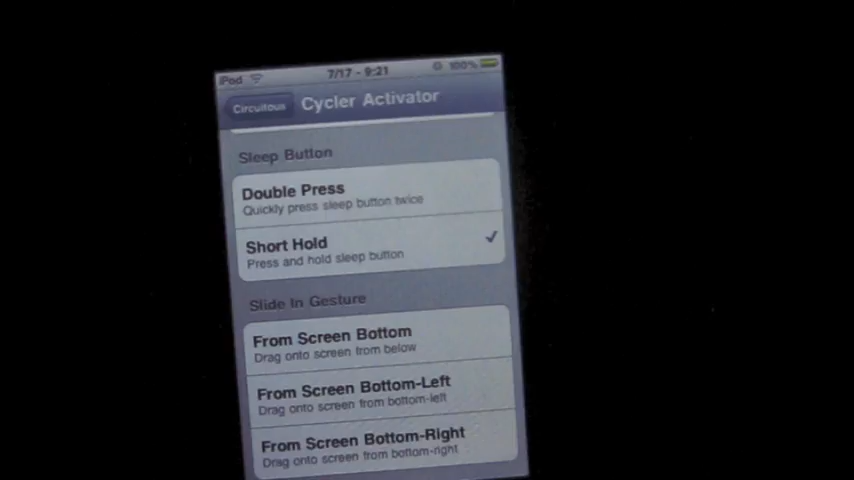 iPod 7/17 - 9:21 100%
Circuitous Cycler Activator
Sleep Button
Double Press
Quickly press sleep button twice
Short Hold
Press and hold sleep button
Slide In Gesture
From Screen Bottom
Drag onto screen from below
From Screen Bottom-Left
Drag onto screen from bottom-left
From Screen Bottom-Right
Drag onto screen from bottom-right